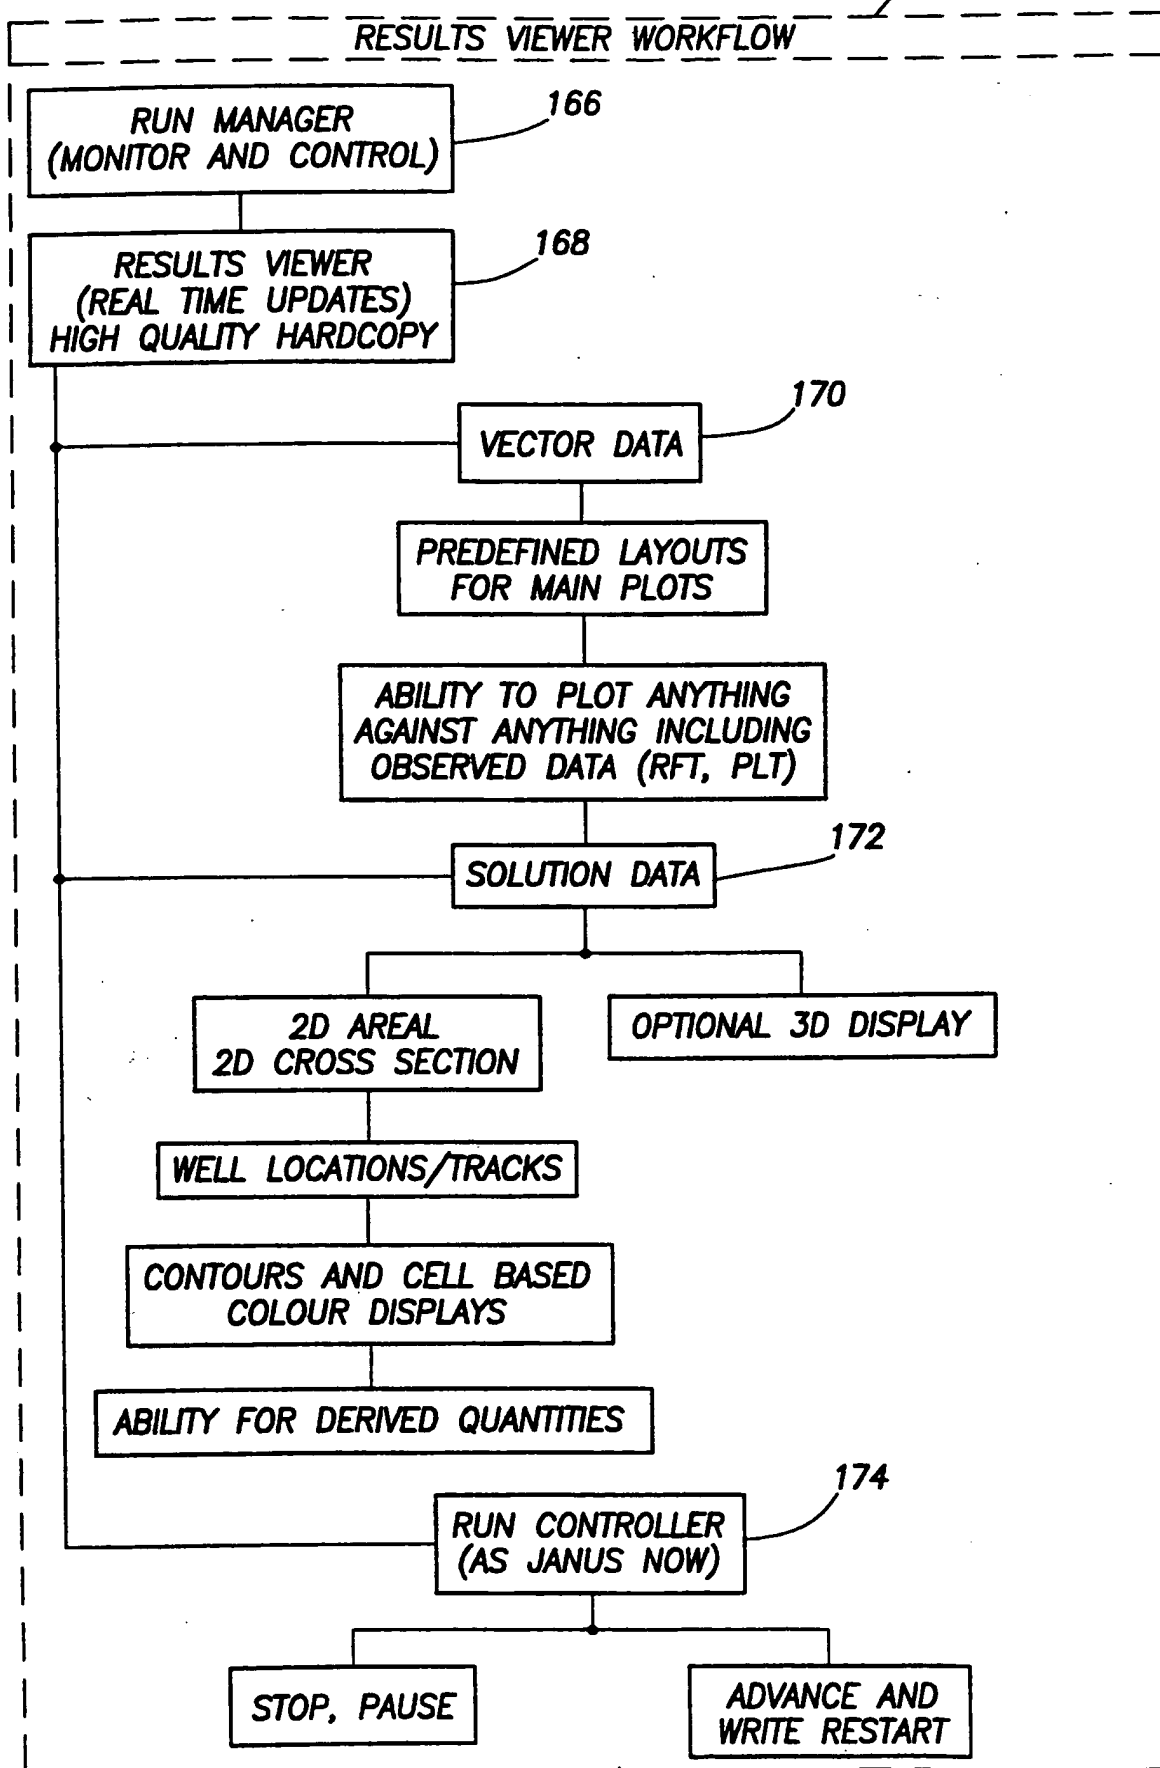 RESULTS VIEWER WORKFLOW
166
RUN MANAGER
(MONITOR AND CONTROL)
168
RESULTS VIEWER
(REAL TIME UPDATES)
HIGH QUALITY HARDCOPY
170
VECTOR DATA
PREDEFINED LAYOUTS
FOR MAIN PLOTS
ABILITY TO PLOT ANYTHING
AGAINST ANYTHING INCLUDING
OBSERVED DATA (RFT, PLT)
172
SOLUTION DATA
2D AREAL
2D CROSS SECTION
OPTIONAL 3D DISPLAY
WELL LOCATIONS/TRACKS
CONTOURS AND CELL BASED
COLOUR DISPLAYS
ABILITY FOR DERIVED QUANTITIES
174
RUN CONTROLLER
(AS JANUS NOW)
STOP, PAUSE
ADVANCE AND
WRITE RESTART